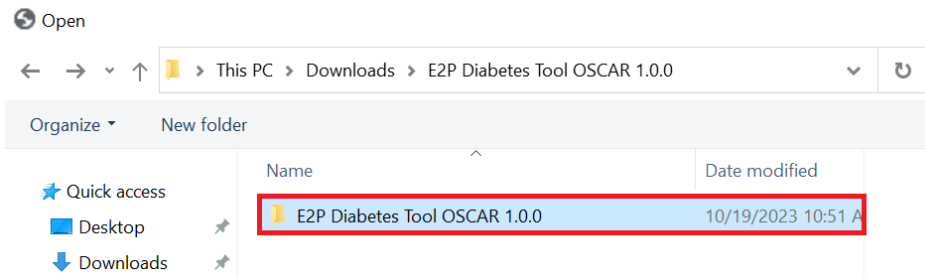 Open
This PC > Downloads > E2P Diabetes Tool OSCAR 1.0.0
Organize New folder
Name Date modified
Quick access
E2P Diabetes Tool OSCAR 1.0.0 10/19/2023 10:51 A
Desktop
Downloads